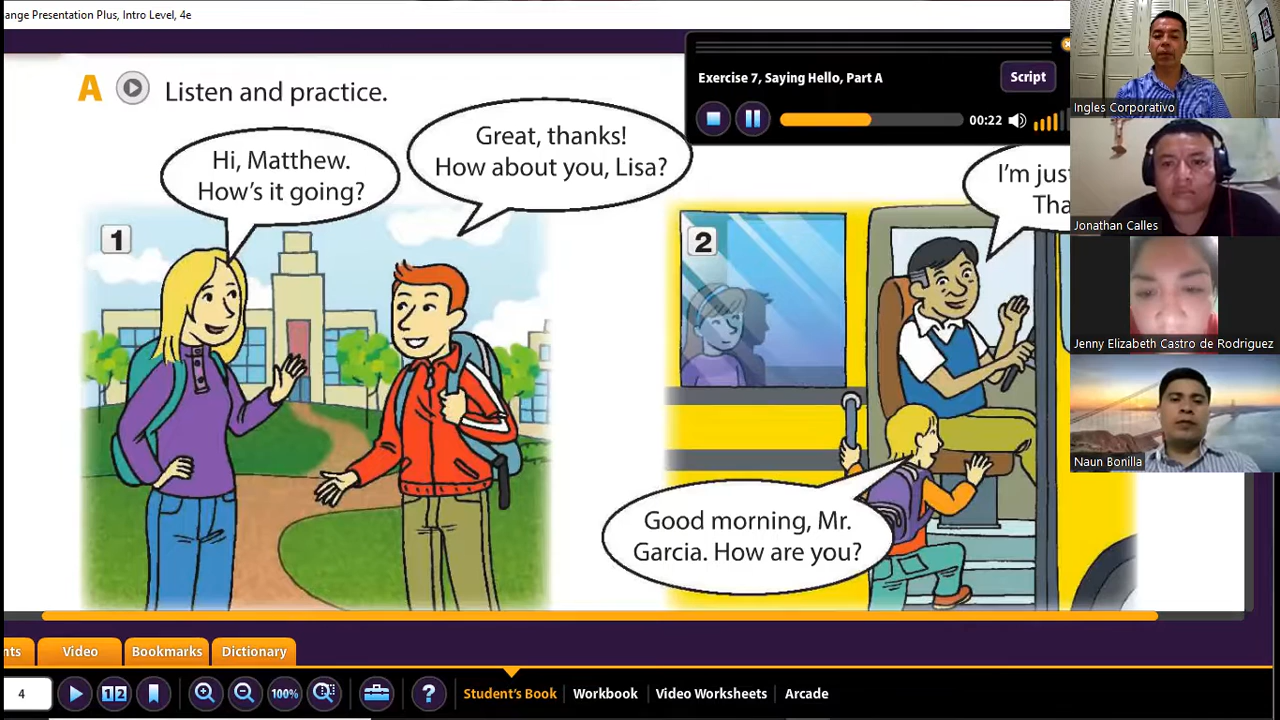 ange Presentation Plus, Intro Level, 4e
A Listen and practice.
Exercise 7, Saying Hello, Part A
Script
00:22
Hi, Matthew.
How's it going?
Great, thanks!
How about you, Lisa?
I'm just
Tha
1
2
Good morning, Mr.
Garcia. How are you?
Ingles Corporativo
Jonathan Calles
Jenny Elizabeth Castro de Rodriguez
Naun Bonilla
nts
Video
Bookmarks
Dictionary
4
1 2
100%
?
Student's Book
Workbook
Video Worksheets
Arcade